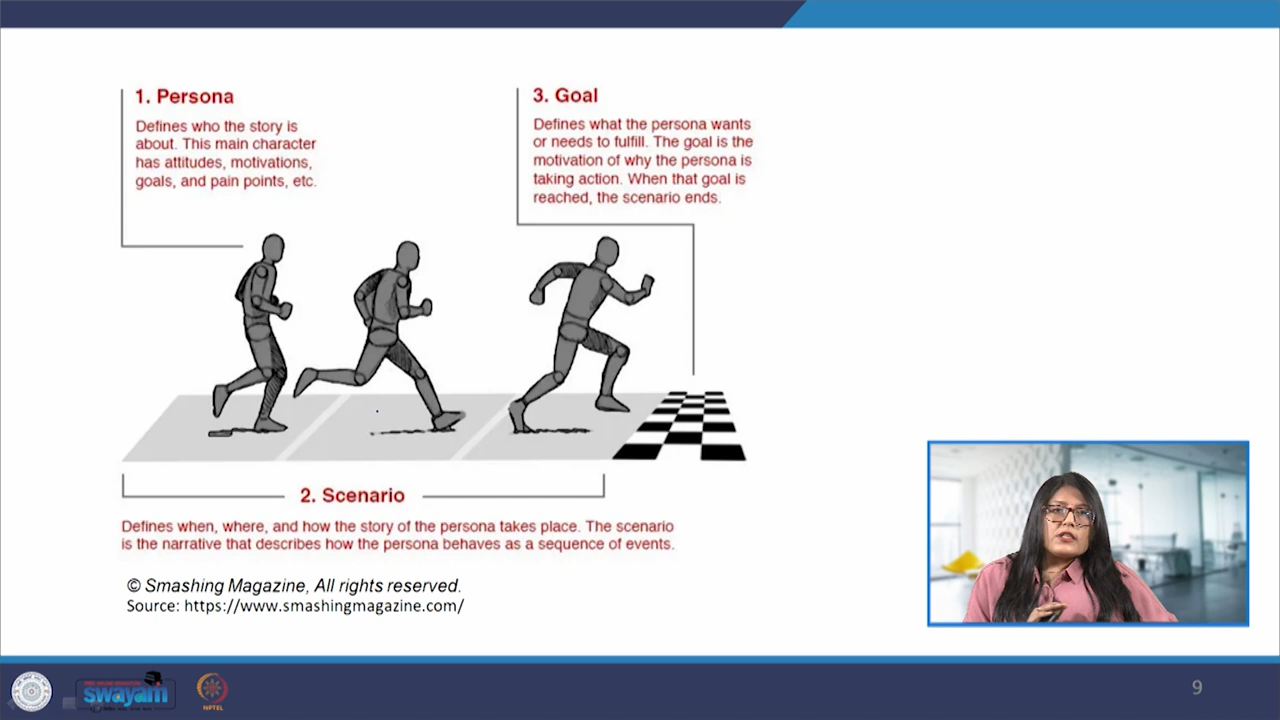 1. Persona
Defines who the story is
about. This main character
has attitudes, motivations,
goals, and pain points, etc.
3. Goal
Defines what the persona wants
or needs to fulfill. The goal is the
motivation of why the persona is
taking action. When that goal is
reached, the scenario ends.
2. Scenario
Defines when, where, and how the story of the persona takes place. The scenario
is the narrative that describes how the persona behaves as a sequence of events.
© Smashing Magazine, All rights reserved.
Source: https://www.smashingmagazine.com/
swayam
NPTEL
9